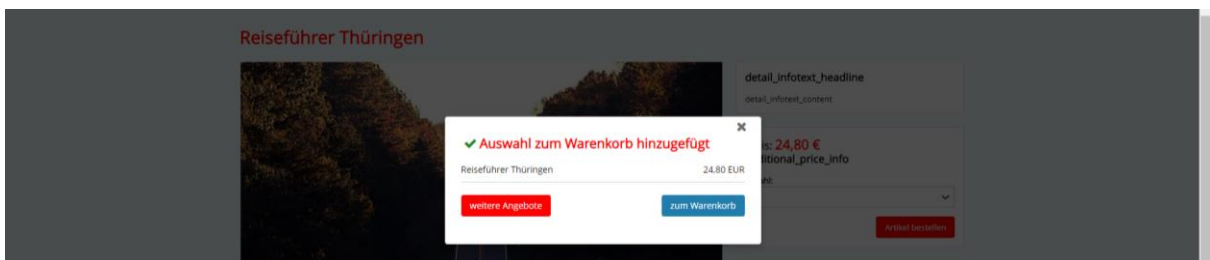 Reiseführer Thüringen
detail_infotext_headline
detail_infotext_content
Auswahl zum Warenkorb hinzugefügt
Reiseführer Thüringen 24,80 EUR
weitere Angebote zum Warenkorb
24,80 €
Artikel bestellen